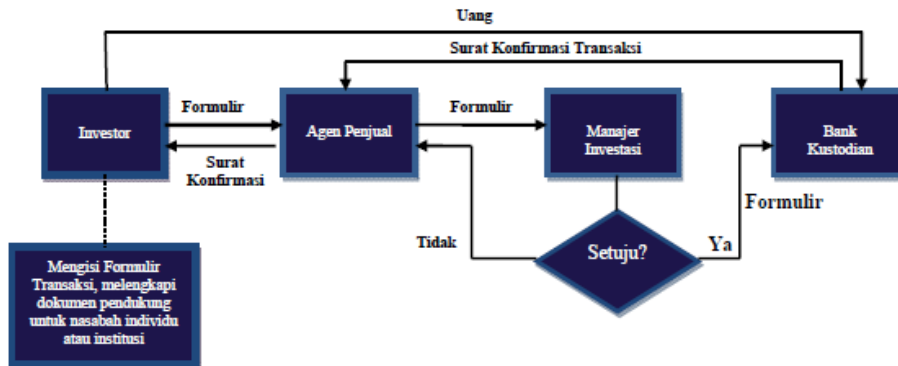 Uang
Surat Konfirmasi Transaksi
Formulir
Formulir
Investor
Agen Penjual
Manajer
Investasi
Bank
Kustodian
Surat
Konfirmasi
Formulir
Tidak
Setuju?
Ya
Mengisi Formulir
Transaksi, melengkapi
dokumen pendukung
untuk nasabah individu
atau institusi